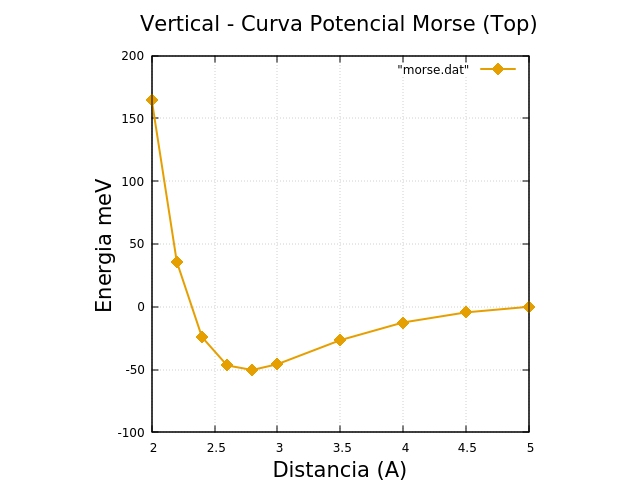 Vertical - Curva Potencial Morse (Top)
"morse.dat"
200
150
100
50
0
-50
-100
Energia meV
2 2.5 3 3.5 4 4.5 5
Distancia (A)